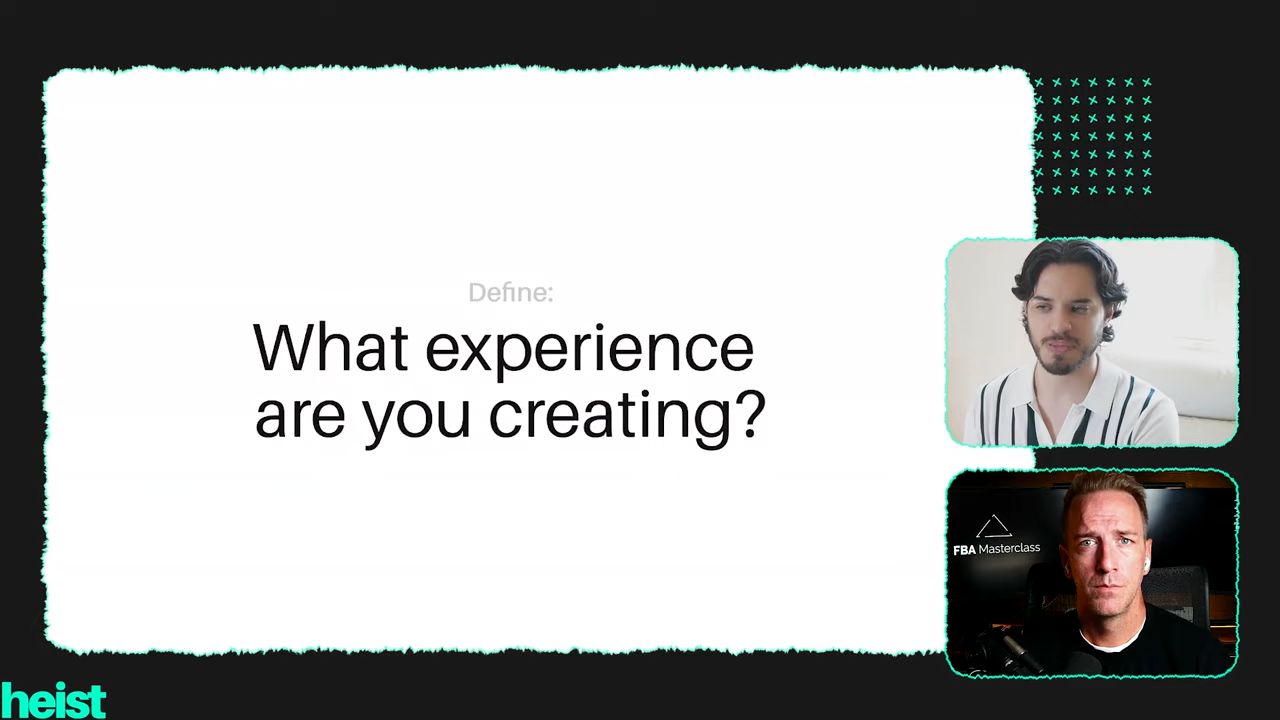 Define:
What experience
are you creating?
FBA Masterclass
heist